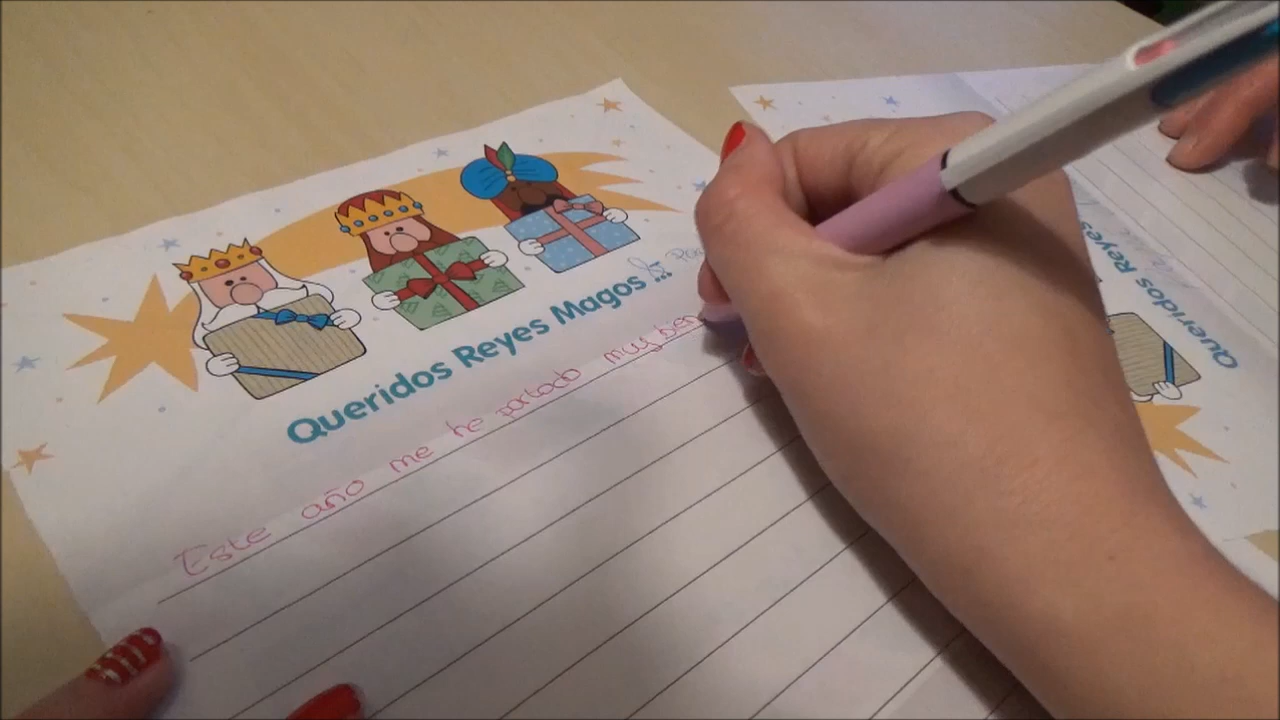 Queridos Reyes Magos ...
Este año me he portado muy bien
Queridos Reyes